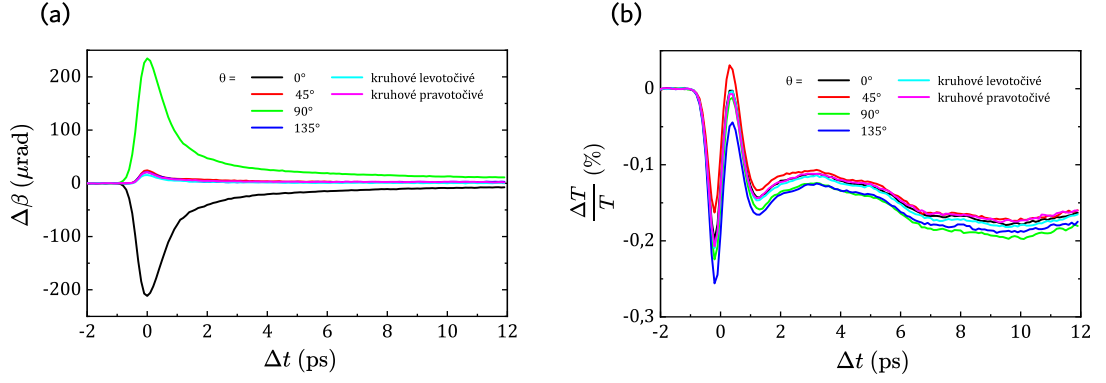 (a)
200
100
0
-100
-200
Δβ (μrad)
θ = 0° kruhové levotočivé
45° kruhové pravotočivé
90°
135°
-2 0 2 4 6 8 10 12
Δt (ps)
(b)
0
-0,1
-0,2
-0,3
ΔT/T (%)
θ = 0° kruhové levotočivé
45° kruhové pravotočivé
90°
135°
-2 0 2 4 6 8 10 12
Δt (ps)